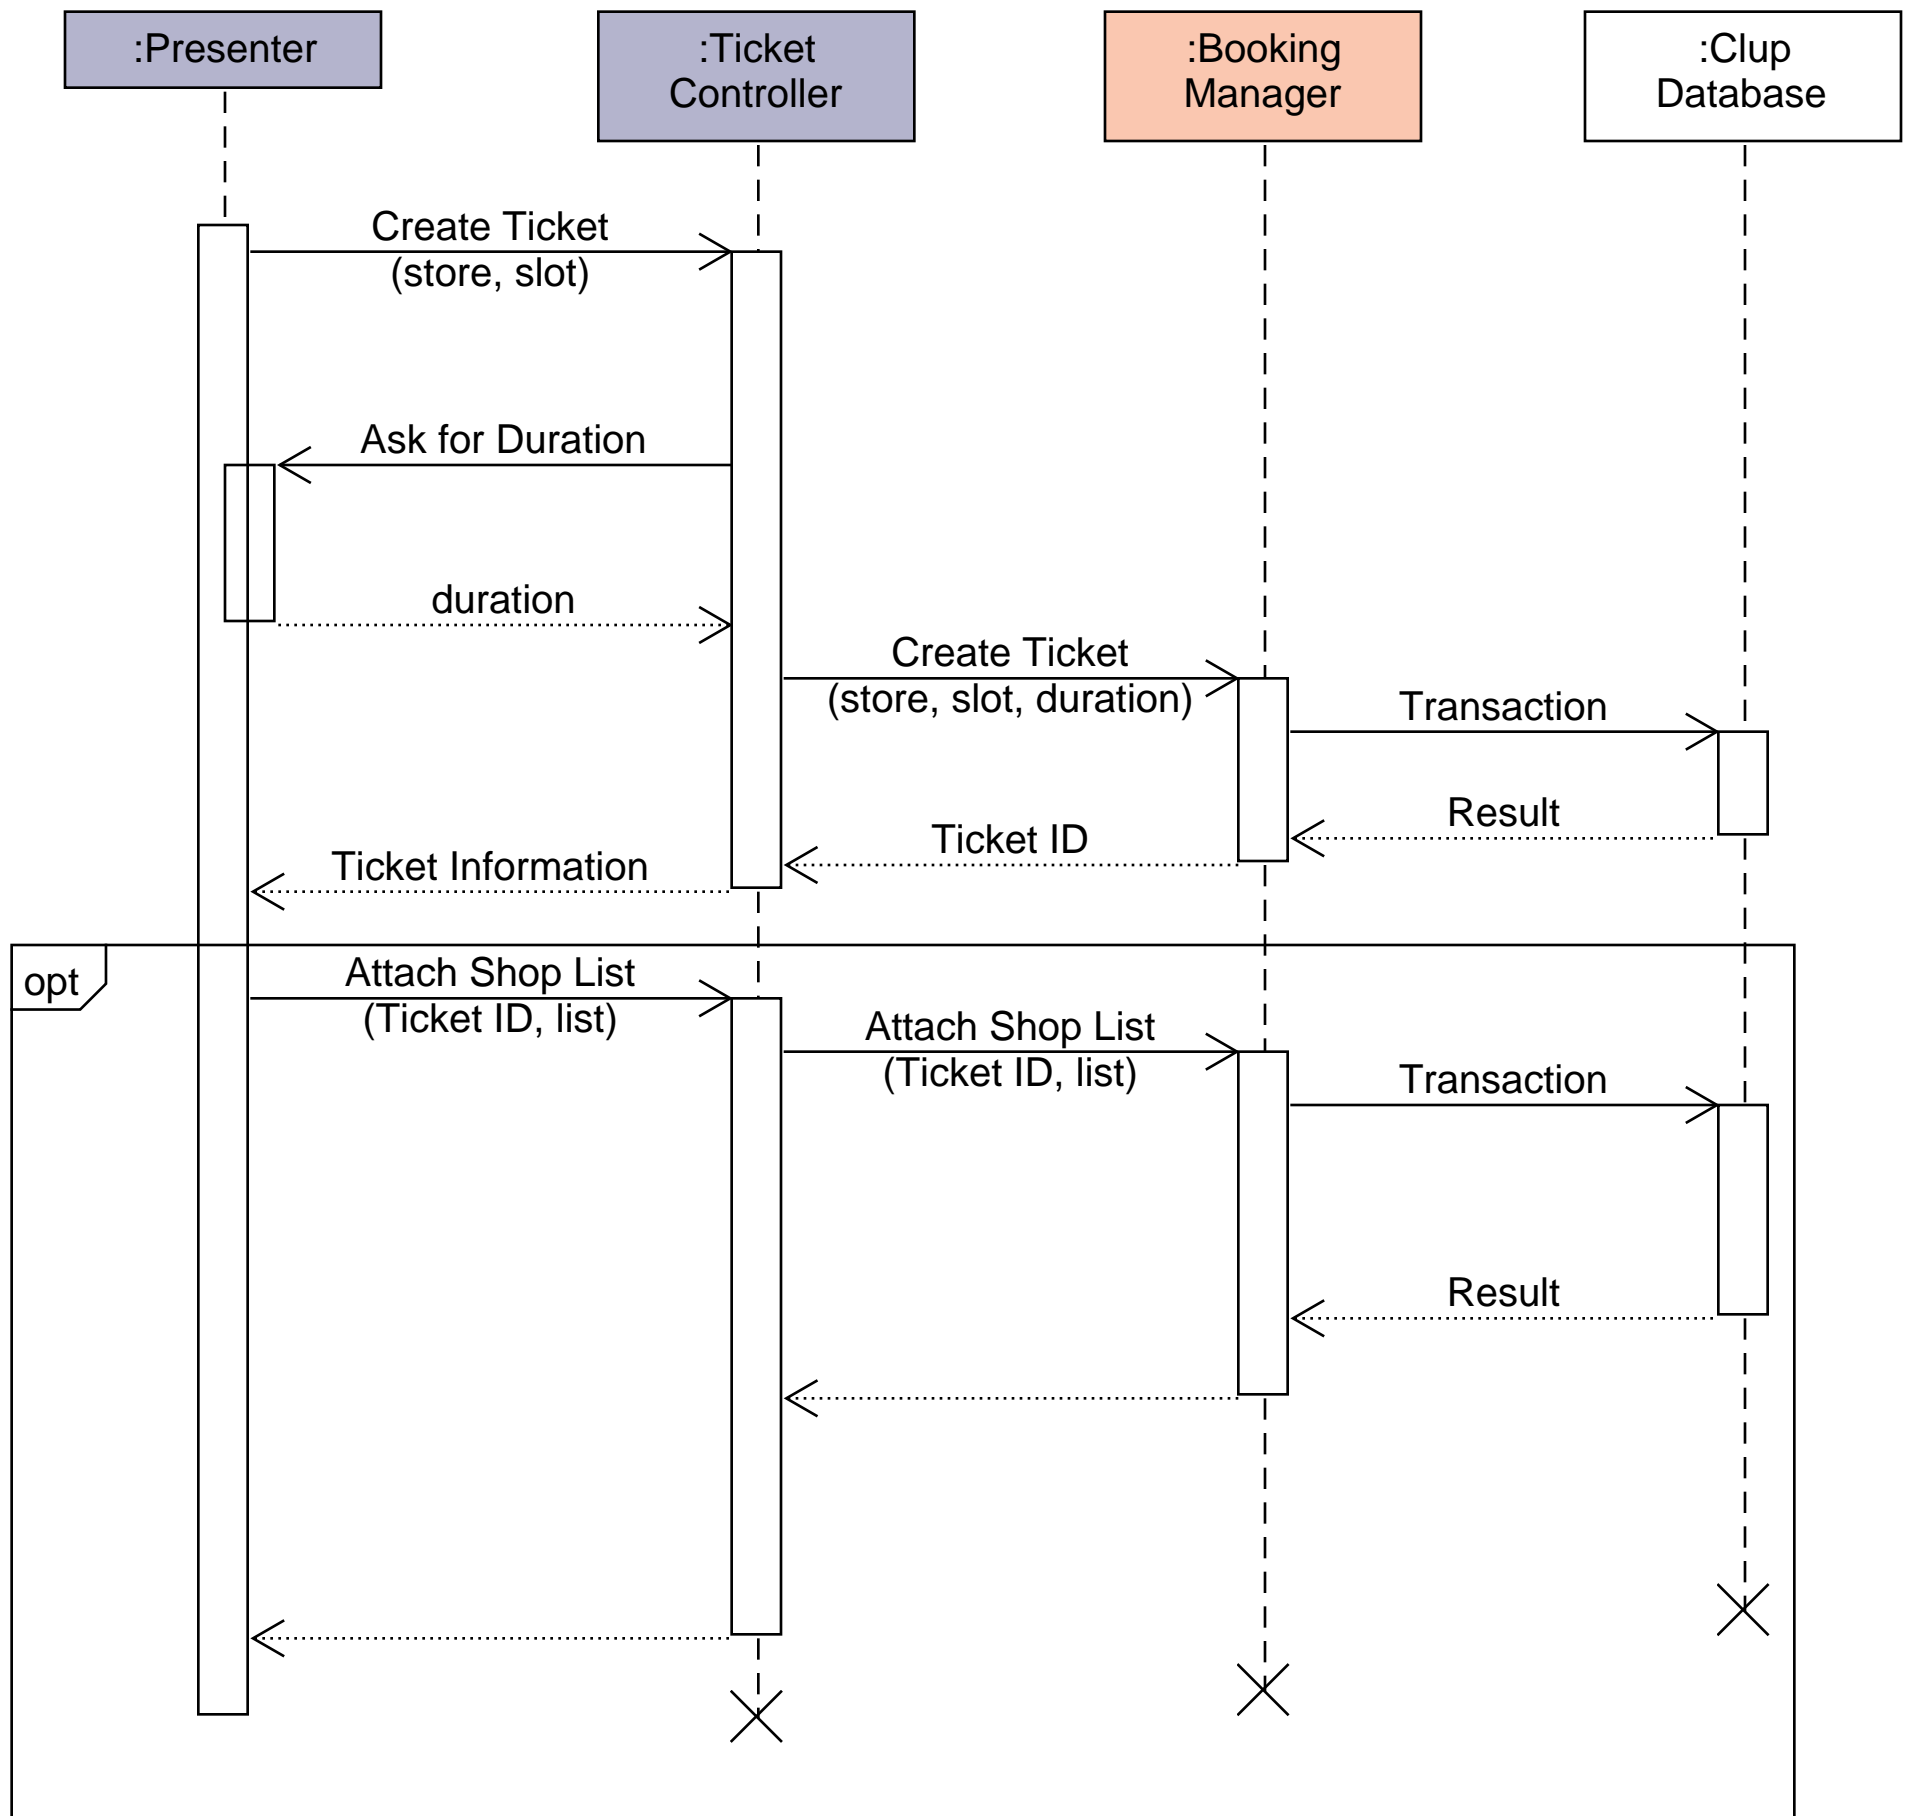 :Presenter
:Ticket
Controller
:Booking
Manager
:Clup
Database
Create Ticket
(store, slot)
Ask for Duration
duration
Create Ticket
(store, slot, duration)
Transaction
Result
Ticket ID
Ticket Information
opt
Attach Shop List
(Ticket ID, list)
Attach Shop List
(Ticket ID, list)
Transaction
Result